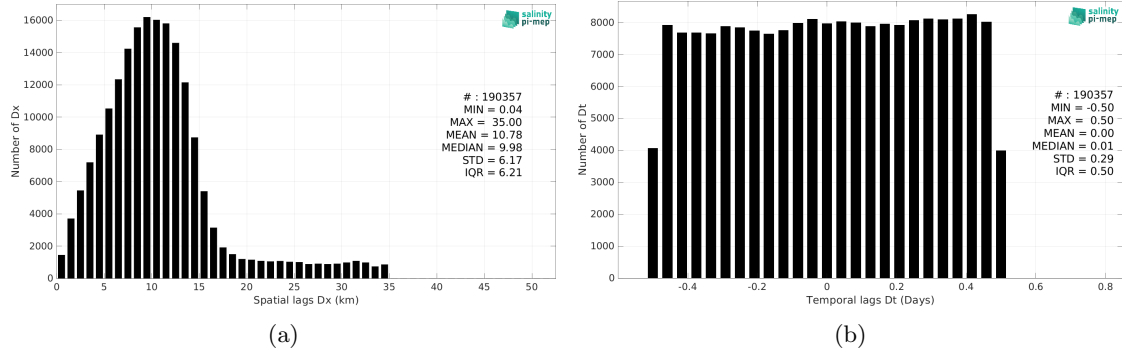 16000
14000
12000
10000
8000
6000
4000
2000
0
Number of Dx
salinity
pi-mep
# : 190357
MIN = 0.04
MAX = 35.00
MEAN = 10.78
MEDIAN = 9.98
STD = 6.17
IQR = 6.21
0 5 10 15 20 25 30 35 40 45 50
Spatial lags Dx (km)
(a)
8000
7000
6000
5000
4000
3000
2000
1000
0
Number of Dt
salinity
pi-mep
# : 190357
MIN = -0.50
MAX = 0.50
MEAN = 0.00
MEDIAN = 0.01
STD = 0.29
IQR = 0.50
-0.4 -0.2 0 0.2 0.4 0.6 0.8
Temporal lags Dt (Days)
(b)